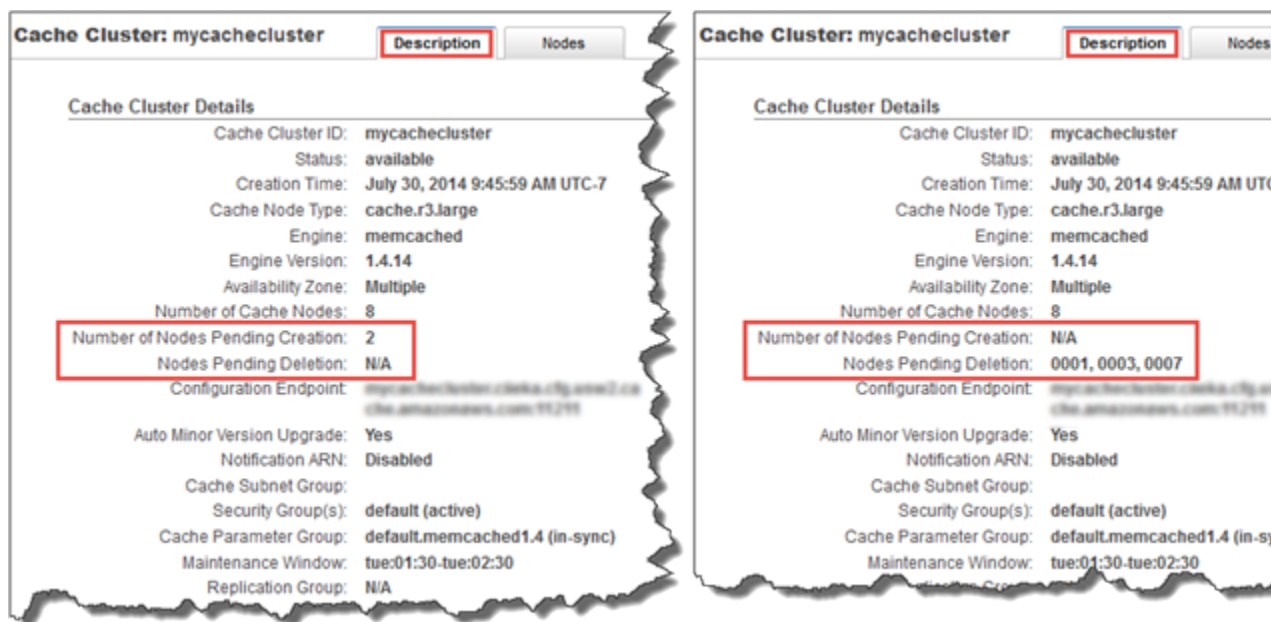 Cache Cluster: mycachecluster
Description
Nodes
Cache Cluster Details
Cache Cluster ID: mycachecluster
Status: available
Creation Time: July 30, 2014 9:45:59 AM UTC-7
Cache Node Type: cache.r3.large
Engine: memcached
Engine Version: 1.4.14
Availability Zone: Multiple
Number of Cache Nodes: 8
Number of Nodes Pending Creation: 2
Nodes Pending Deletion: N/A
Configuration Endpoint:
Auto Minor Version Upgrade: Yes
Notification ARN: Disabled
Cache Subnet Group:
Security Group(s): default (active)
Cache Parameter Group: default.memcached1.4 (in-sync)
Maintenance Window: tue:01:30-tue:02:30
Replication Group: N/A
Cache Cluster: mycachecluster
Description
Nodes
Cache Cluster Details
Cache Cluster ID: mycachecluster
Status: available
Creation Time: July 30, 2014 9:45:59 AM UTC
Cache Node Type: cache.r3.large
Engine: memcached
Engine Version: 1.4.14
Availability Zone: Multiple
Number of Cache Nodes: 8
Number of Nodes Pending Creation: N/A
Nodes Pending Deletion: 0001, 0003, 0007
Configuration Endpoint:
Auto Minor Version Upgrade: Yes
Notification ARN: Disabled
Cache Subnet Group:
Security Group(s): default (active)
Cache Parameter Group: default.memcached1.4 (in-sy
Maintenance Window: tue:01:30-tue:02:30